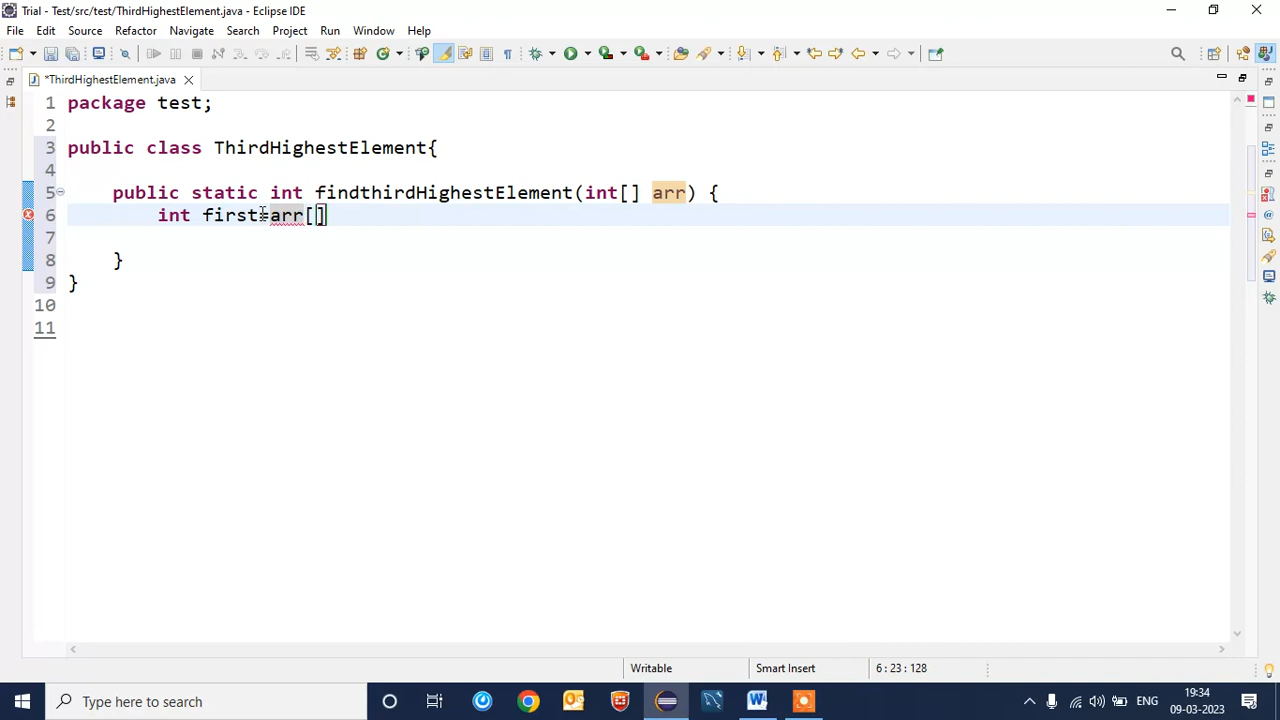 Trial - Test/src/test/ThirdHighestElement.java - Eclipse IDE
File Edit Source Refactor Navigate Search Project Run Window Help
*ThirdHighestElement.java
1 package test;
2
3 public class ThirdHighestElement{
4
5 public static int findthirdHighestElement(int[] arr) {
6 int first=arr[]
7
8 }
9 }
10
11
Writable Smart Insert 6 : 23 : 128
Type here to search
W
ENG
19:34
09-03-2023